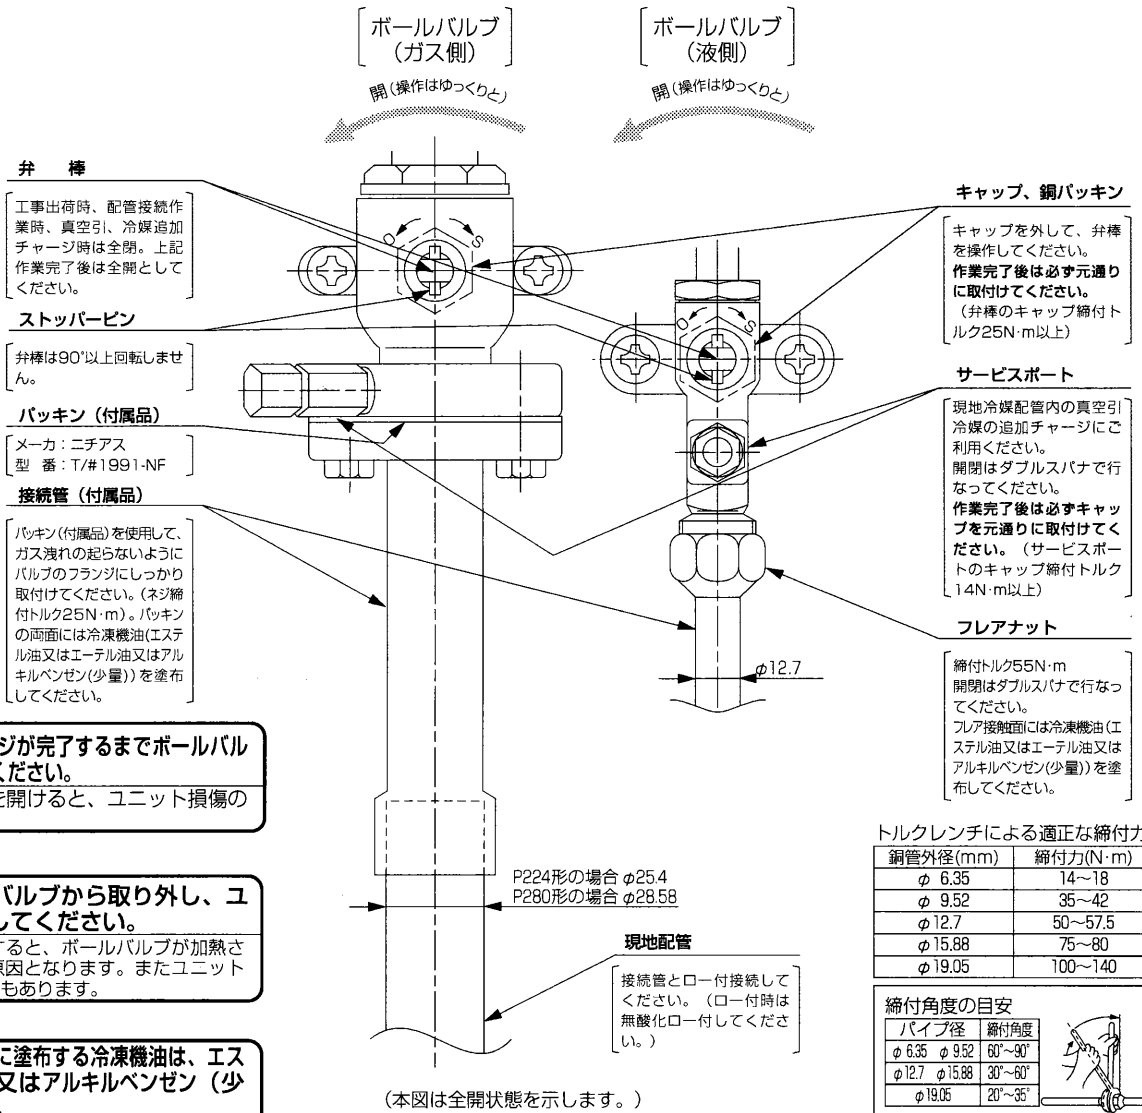 ボールバルブ
（ガス側）
開（操作はゆっくりと）
ボールバルブ
（液側）
開（操作はゆっくりと）
弁　棒
工事出荷時、配管接続作
業時、真空引、冷媒追加
チャージ時は全閉。上記
作業完了後は全開として
ください。
ストッパーピン
弁棒は90°以上回転しませ
ん。
パッキン（付属品）
メーカ：ニチアス
型　番：T/#1991-NF
接続管（付属品）
パッキン(付属品)を使用して、
ガス洩れの起らないように
バルブのフランジにしっかり
取付けてください。(ネジ締
付トルク25N·m)。パッキン
の両面には冷凍機油(エステ
ル油又はエーテル油又はアル
キルベンゼン(少量))を塗布
してください。
O S
O S
キャップ、銅パッキン
キャップを外して、弁棒
を操作してください。
作業完了後は必ず元通り
に取付けてください。
（弁棒のキャップ締付ト
ルク25N·m以上）
サービスポート
現地冷媒配管内の真空引
冷媒の追加チャージにご
利用ください。
開閉はダブルスパナで行
なってください。
作業完了後は必ずキャッ
プを元通りに取付けてく
ださい。（サービスポー
トのキャップ締付トルク
14N·m以上）
フレアナット
締付トルク55N·m
開閉はダブルスパナで行なっ
てください。
フレア接触面には冷凍機油(エ
ステル油又はエーテル油又は
アルキルベンゼン(少量))を塗
布してください。
φ12.7
ジが完了するまでボールバル
ください。
を開けると、ユニット損傷の
バルブから取り外し、ユ
してください。
すると、ボールバルブが加熱さ
原因となります。またユニット
もあります。
に塗布する冷凍機油は、エス
又はアルキルベンゼン（少
P224形の場合 φ25.4
P280形の場合 φ28.58
現地配管
接続管とロー付接続して
ください。（ロー付時は
無酸化ロー付してくださ
い。）
（本図は全開状態を示します。）
トルクレンチによる適正な締付力
銅管外径(mm) 締付力(N·m)
φ 6.35 14〜18
φ 9.52 35〜42
φ12.7 50〜57.5
φ15.88 75〜80
φ19.05 100〜140
締付角度の目安
パイプ径 締付角度
φ 6.35 φ 9.52 60°〜90°
φ12.7 φ15.88 30°〜60°
φ19.05 20°〜35°